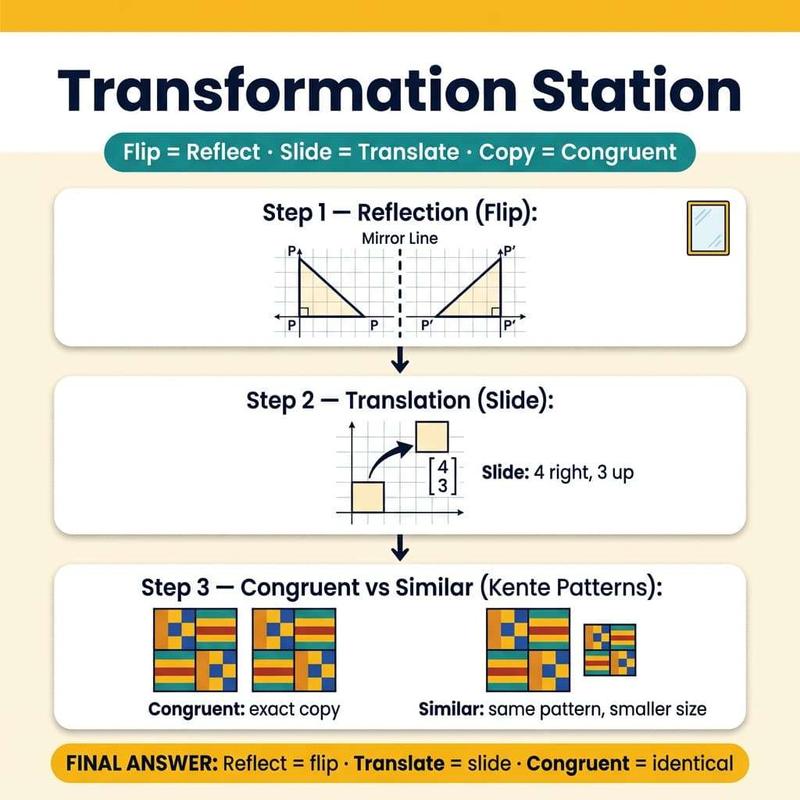 Transformation Station
Flip = Reflect · Slide = Translate · Copy = Congruent
Step 1 — Reflection (Flip):
Mirror Line
P P′
P P P′ P′
Step 2 — Translation (Slide):
[4
3]
Slide: 4 right, 3 up
Step 3 — Congruent vs Similar (Kente Patterns):
Congruent: exact copy
Similar: same pattern, smaller size
FINAL ANSWER: Reflect = flip · Translate = slide · Congruent = identical